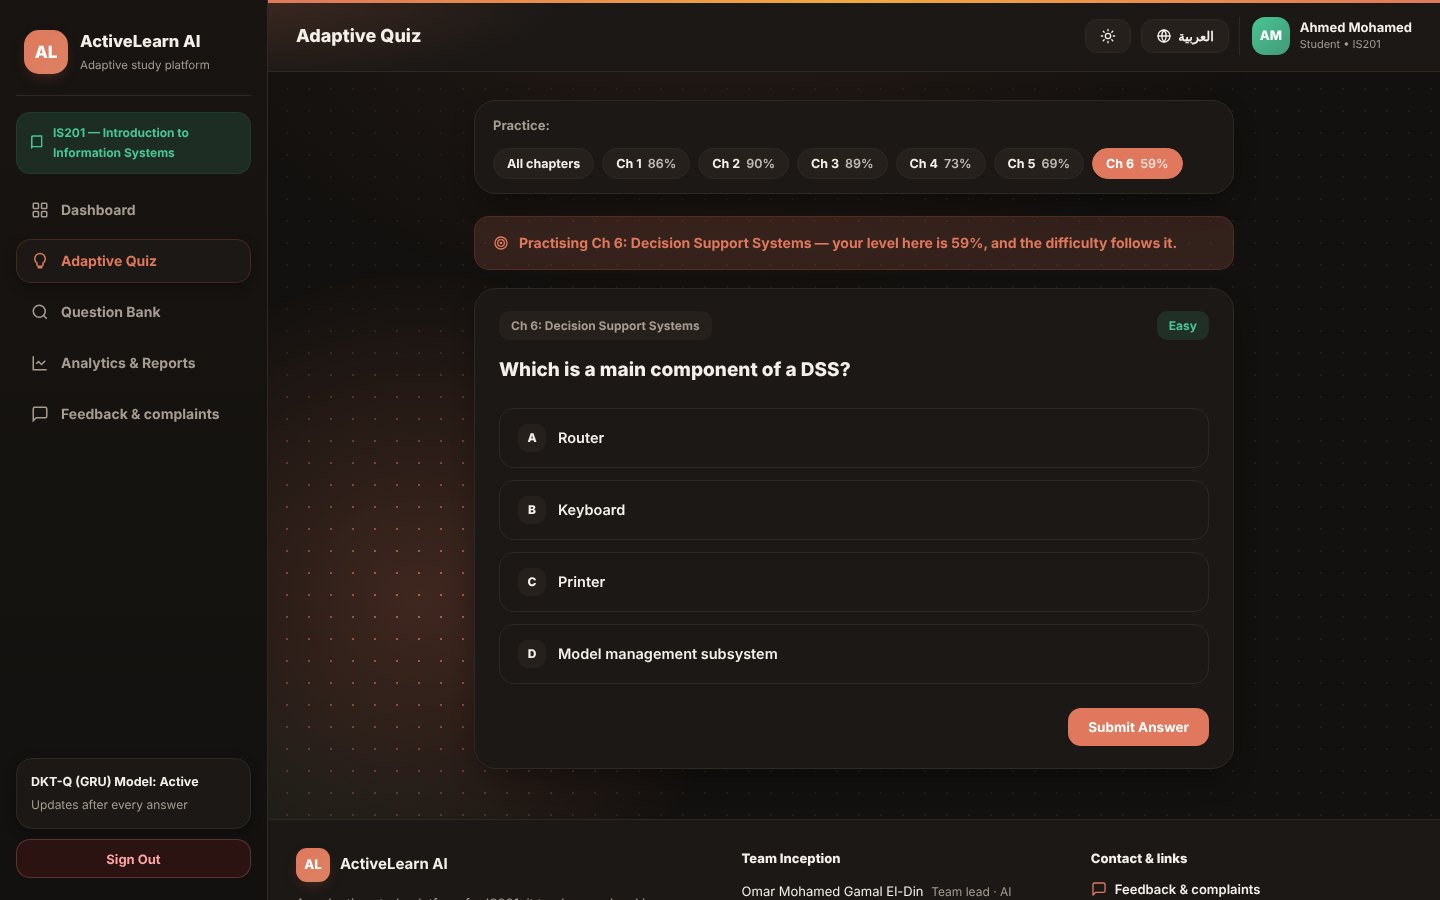 AL
ActiveLearn AI
Adaptive study platform
IS201 — Introduction to
Information Systems
Dashboard
Adaptive Quiz
Question Bank
Analytics & Reports
Feedback & complaints
DKT-Q (GRU) Model: Active
Updates after every answer
Sign Out
Adaptive Quiz
العربية
AM
Ahmed Mohamed
Student • IS201
Practice:
All chapters
Ch 1 86%
Ch 2 90%
Ch 3 89%
Ch 4 73%
Ch 5 69%
Ch 6 59%
Practising Ch 6: Decision Support Systems — your level here is 59%, and the difficulty follows it.
Ch 6: Decision Support Systems
Easy
Which is a main component of a DSS?
A Router
B Keyboard
C Printer
D Model management subsystem
Submit Answer
AL
ActiveLearn AI
Team Inception
Omar Mohamed Gamal El-Din Team lead · AI
Contact & links
Feedback & complaints